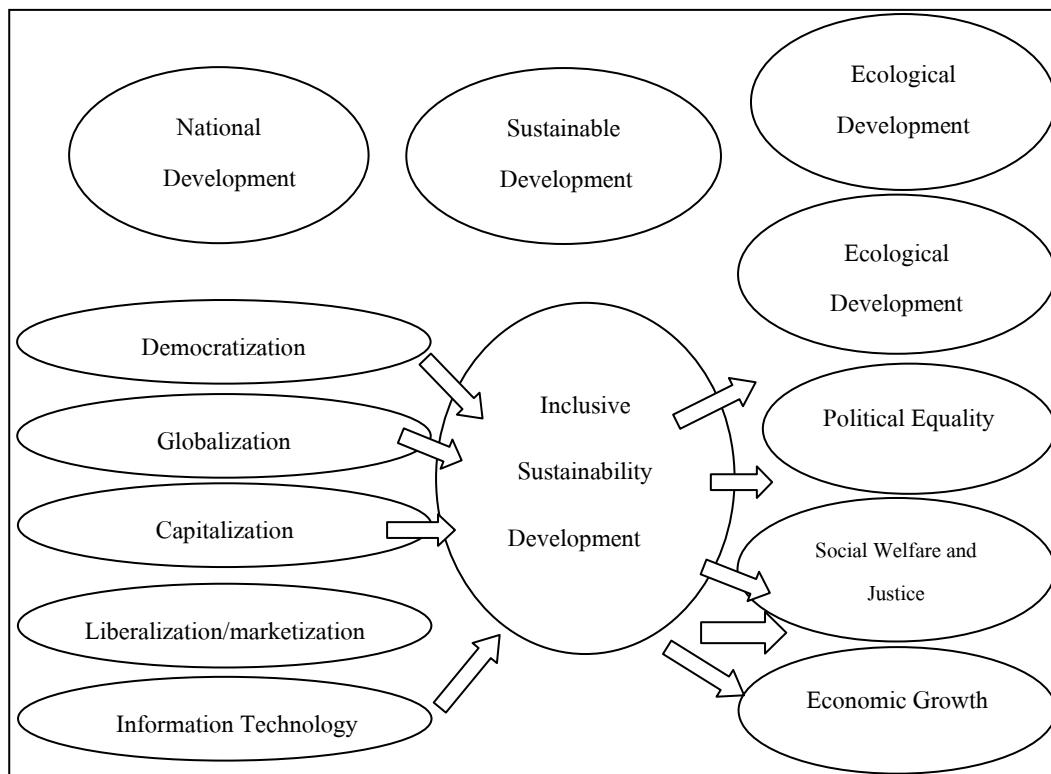 National
Development
Sustainable
Development
Ecological
Development
Ecological
Development
Democratization
Globalization
Capitalization
Liberalization/marketization
Information Technology
Inclusive
Sustainability
Development
Political Equality
Social Welfare and
Justice
Economic Growth